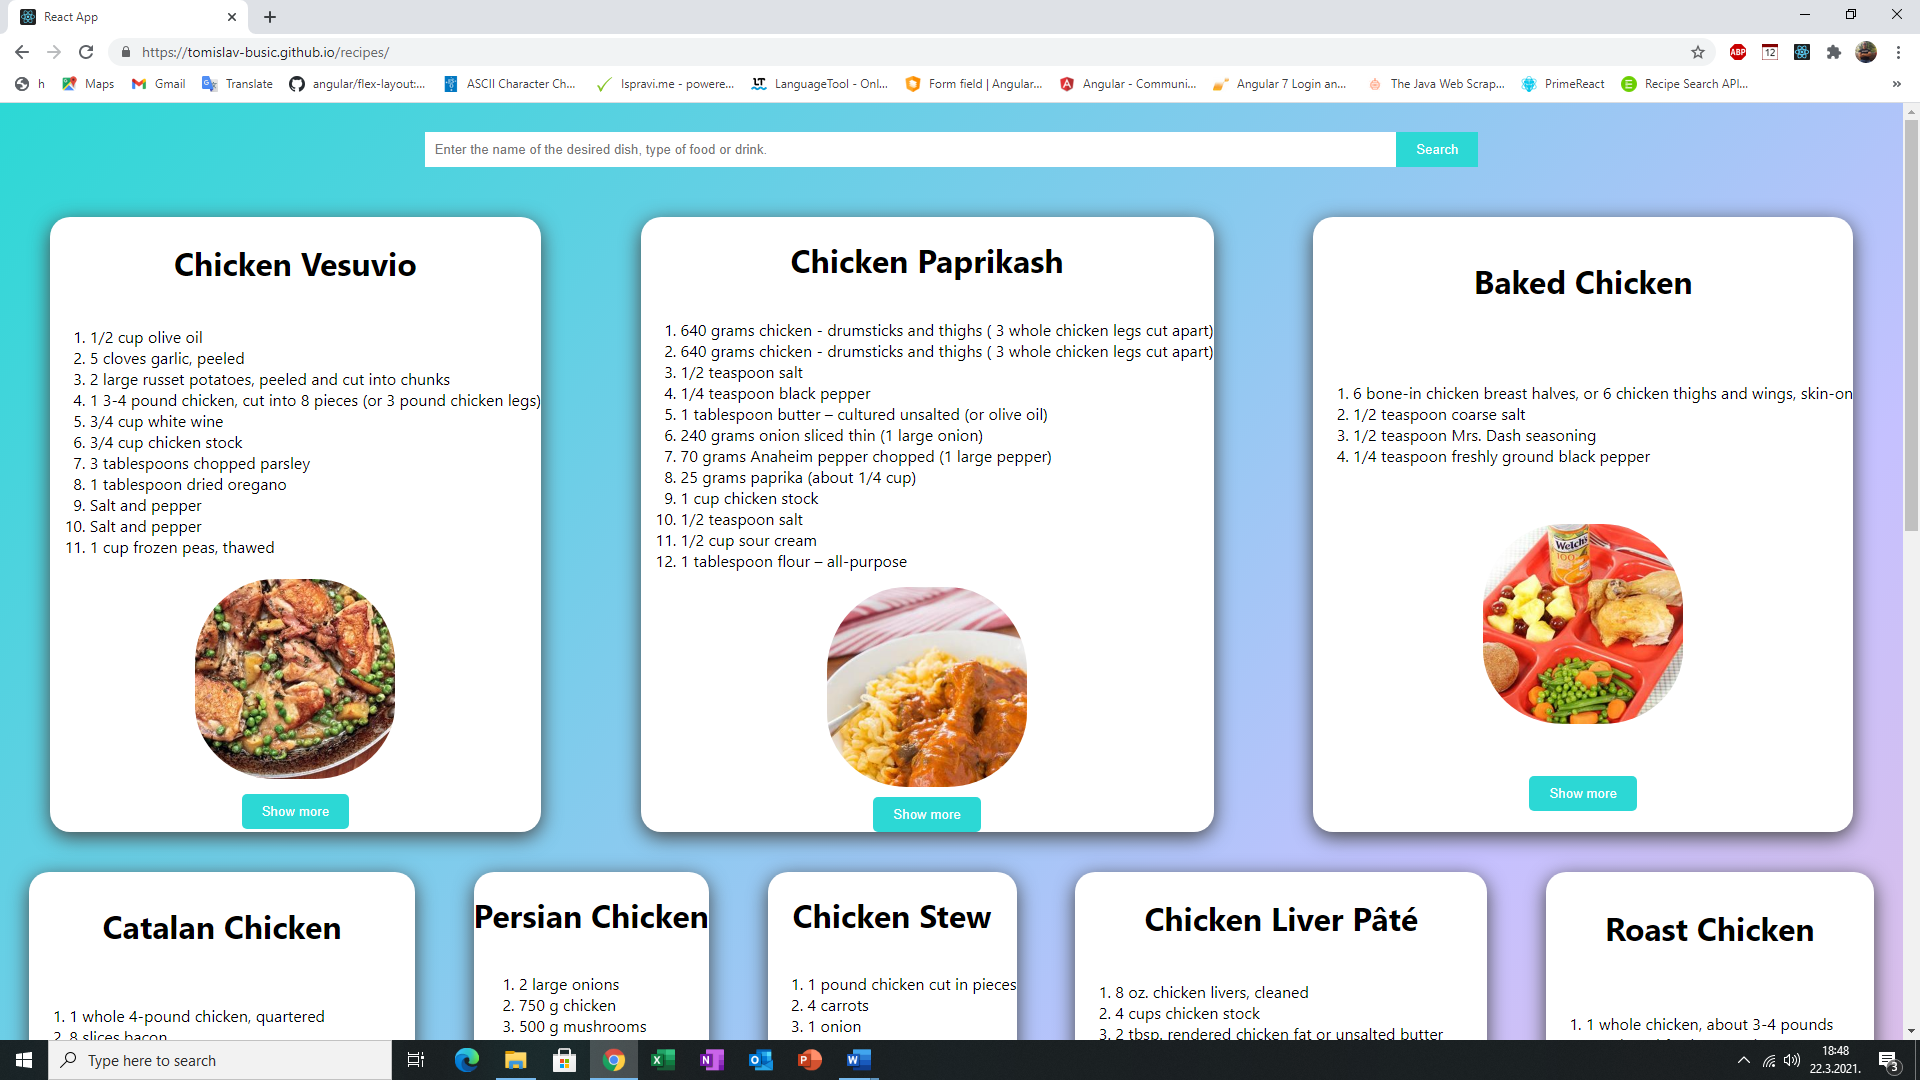 React App
https://tomislav-busic.github.io/recipes/
ABP
12
h
Maps
Gmail
Translate
angular/flex-layout:...
ASCII Character Ch...
Ispravi.me - powere...
LanguageTool - Onl...
Form field | Angular...
Angular - Communi...
Angular 7 Login an...
The Java Web Scrap...
PrimeReact
Recipe Search API...
»
Enter the name of the desired dish, type of food or drink.
Search
Chicken Vesuvio
1. 1/2 cup olive oil
2. 5 cloves garlic, peeled
3. 2 large russet potatoes, peeled and cut into chunks
4. 1 3-4 pound chicken, cut into 8 pieces (or 3 pound chicken legs)
5. 3/4 cup white wine
6. 3/4 cup chicken stock
7. 3 tablespoons chopped parsley
8. 1 tablespoon dried oregano
9. Salt and pepper
10. Salt and pepper
11. 1 cup frozen peas, thawed
Show more
Chicken Paprikash
1. 640 grams chicken - drumsticks and thighs ( 3 whole chicken legs cut apart)
2. 640 grams chicken - drumsticks and thighs ( 3 whole chicken legs cut apart)
3. 1/2 teaspoon salt
4. 1/4 teaspoon black pepper
5. 1 tablespoon butter – cultured unsalted (or olive oil)
6. 240 grams onion sliced thin (1 large onion)
7. 70 grams Anaheim pepper chopped (1 large pepper)
8. 25 grams paprika (about 1/4 cup)
9. 1 cup chicken stock
10. 1/2 teaspoon salt
11. 1/2 cup sour cream
12. 1 tablespoon flour – all-purpose
Show more
Baked Chicken
1. 6 bone-in chicken breast halves, or 6 chicken thighs and wings, skin-on
2. 1/2 teaspoon coarse salt
3. 1/2 teaspoon Mrs. Dash seasoning
4. 1/4 teaspoon freshly ground black pepper
Welch's
100
Show more
Catalan Chicken
1. 1 whole 4-pound chicken, quartered
2. 8 slices bacon
Persian Chicken
1. 2 large onions
2. 750 g chicken
3. 500 g mushrooms
Chicken Stew
1. 1 pound chicken cut in pieces
2. 4 carrots
3. 1 onion
Chicken Liver Pâté
1. 8 oz. chicken livers, cleaned
2. 4 cups chicken stock
3. 2 tbsp. rendered chicken fat or unsalted butter
Roast Chicken
1. 1 whole chicken, about 3-4 pounds
Type here to search
18:48
22.3.2021.
3